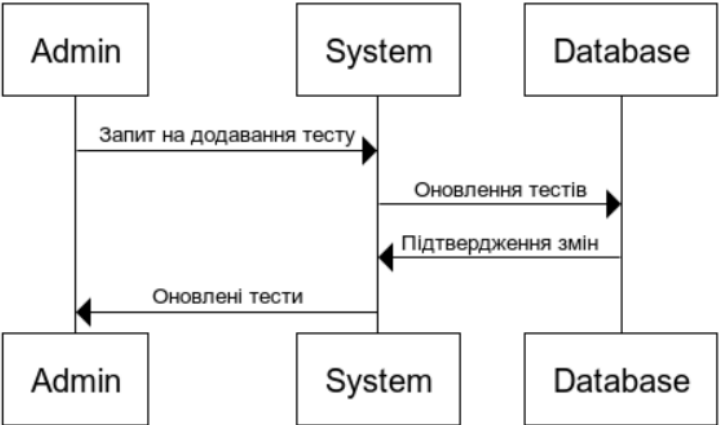 Admin
System
Database
Запит на додавання тесту
Оновлення тестів
Підтвердження змін
Оновлені тести
Admin
System
Database